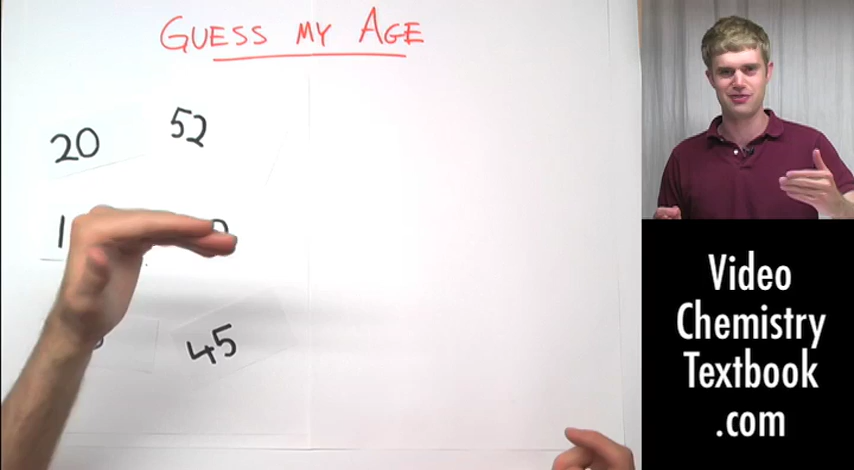 GUESS MY AGE
20
52
45
Video
Chemistry
Textbook
.com